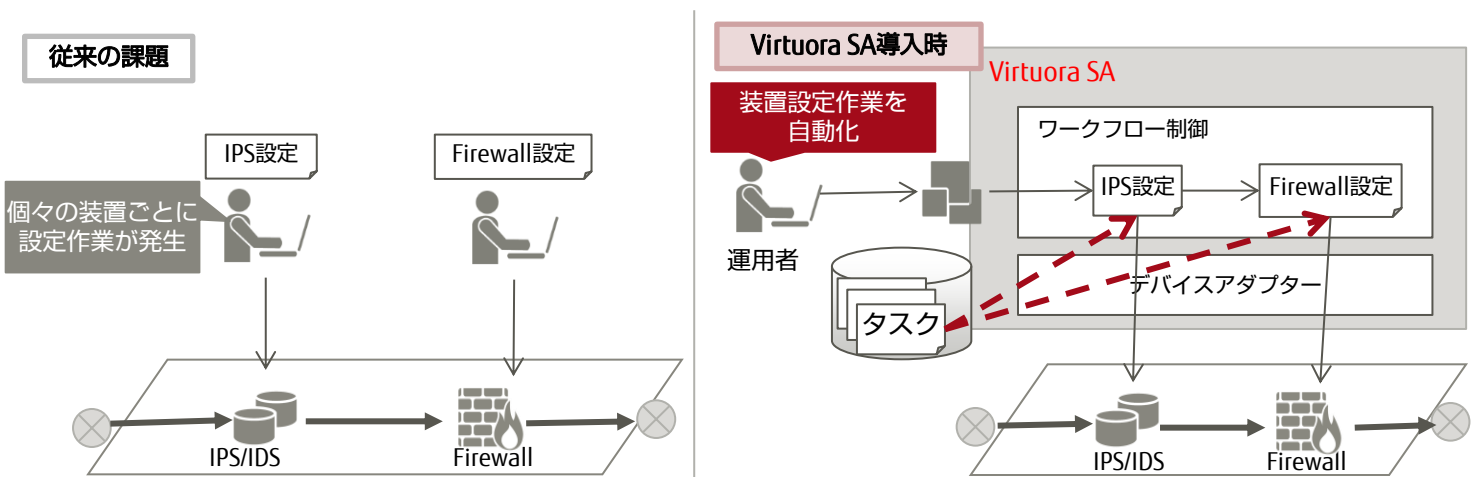 従来の課題
IPS設定
Firewall設定
個々の装置ごとに
設定作業が発生
IPS/IDS
Firewall
Virtuora SA導入時
Virtuora SA
装置設定作業を
自動化
ワークフロー制御
IPS設定
Firewall設定
運用者
デバイスアダプター
タスク
IPS/IDS
Firewall